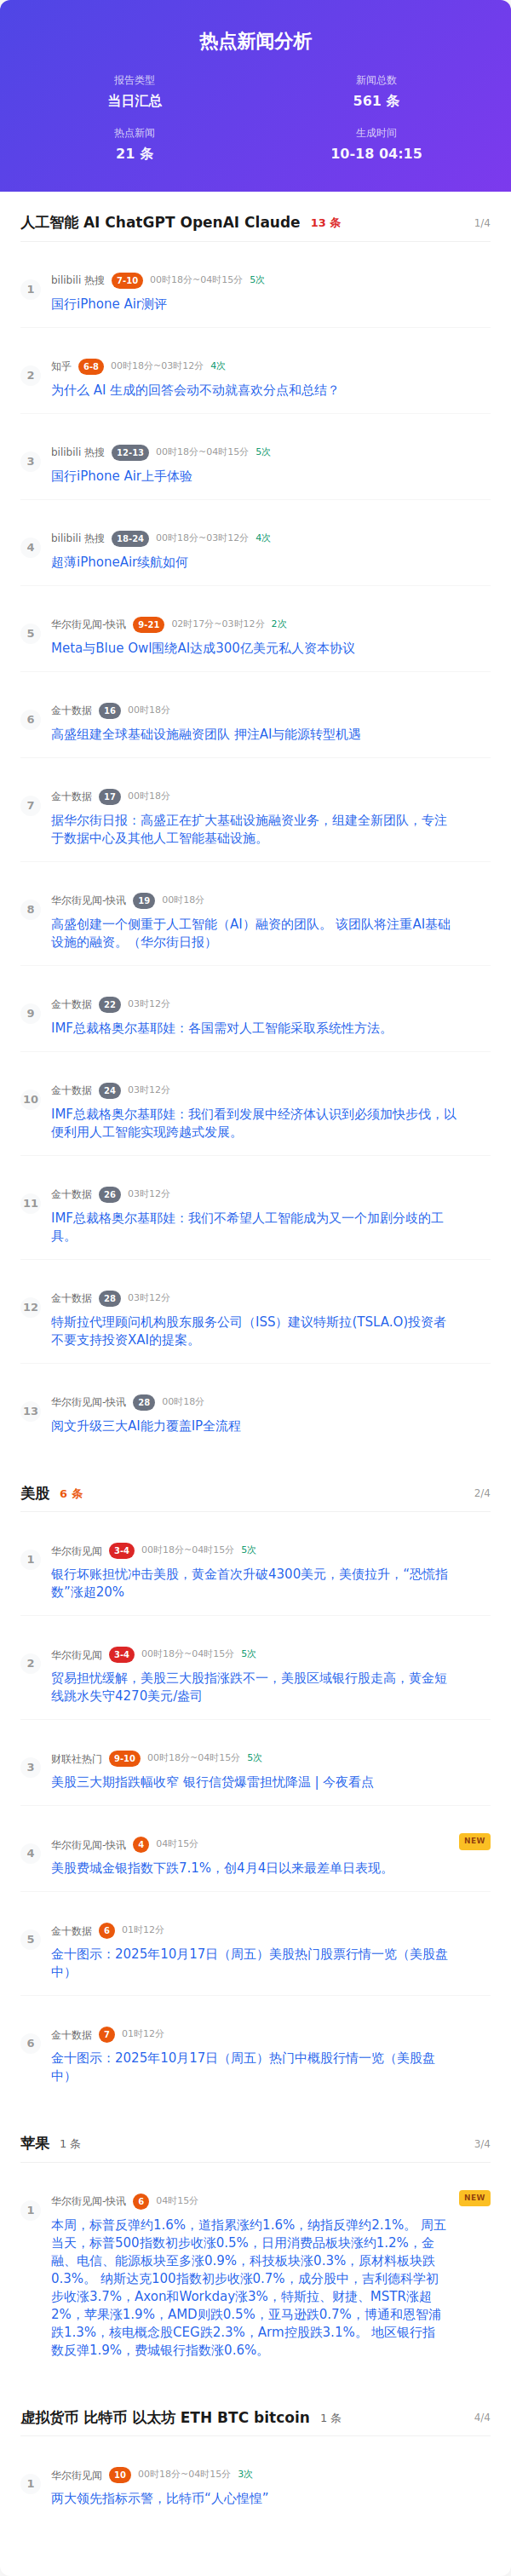 热点新闻分析
报告类型
新闻总数
当日汇总
561 条
热点新闻
生成时间
21 条
10-18 04:15
人工智能 AI ChatGPT OpenAI Claude 13 条 1/4
1
bilibili 热搜 7-10 00时18分~04时15分 5次
国行iPhone Air测评
2
知乎 6-8 00时18分~03时12分 4次
为什么 AI 生成的回答会动不动就喜欢分点和总结？
3
bilibili 热搜 12-13 00时18分~04时15分 5次
国行iPhone Air上手体验
4
bilibili 热搜 18-24 00时18分~03时12分 4次
超薄iPhoneAir续航如何
5
华尔街见闻-快讯 9-21 02时17分~03时12分 2次
Meta与Blue Owl围绕AI达成300亿美元私人资本协议
6
金十数据 16 00时18分
高盛组建全球基础设施融资团队 押注AI与能源转型机遇
7
金十数据 17 00时18分
据华尔街日报：高盛正在扩大基础设施融资业务，组建全新团队，专注
于数据中心及其他人工智能基础设施。
8
华尔街见闻-快讯 19 00时18分
高盛创建一个侧重于人工智能（AI）融资的团队。 该团队将注重AI基础
设施的融资。（华尔街日报）
9
金十数据 22 03时12分
IMF总裁格奥尔基耶娃：各国需对人工智能采取系统性方法。
10
金十数据 24 03时12分
IMF总裁格奥尔基耶娃：我们看到发展中经济体认识到必须加快步伐，以
便利用人工智能实现跨越式发展。
11
金十数据 26 03时12分
IMF总裁格奥尔基耶娃：我们不希望人工智能成为又一个加剧分歧的工
具。
12
金十数据 28 03时12分
特斯拉代理顾问机构股东服务公司（ISS）建议特斯拉(TSLA.O)投资者
不要支持投资XAI的提案。
13
华尔街见闻-快讯 28 00时18分
阅文升级三大AI能力覆盖IP全流程
美股 6 条 2/4
1
华尔街见闻 3-4 00时18分~04时15分 5次
银行坏账担忧冲击美股，黄金首次升破4300美元，美债拉升，“恐慌指
数”涨超20%
2
华尔街见闻 3-4 00时18分~04时15分 5次
贸易担忧缓解，美股三大股指涨跌不一，美股区域银行股走高，黄金短
线跳水失守4270美元/盎司
3
财联社热门 9-10 00时18分~04时15分 5次
美股三大期指跌幅收窄 银行信贷爆雷担忧降温 | 今夜看点
4
华尔街见闻-快讯 4 04时15分 NEW
美股费城金银指数下跌7.1%，创4月4日以来最差单日表现。
5
金十数据 6 01时12分
金十图示：2025年10月17日（周五）美股热门股票行情一览（美股盘
中）
6
金十数据 7 01时12分
金十图示：2025年10月17日（周五）热门中概股行情一览（美股盘
中）
苹果 1 条 3/4
1
华尔街见闻-快讯 6 04时15分 NEW
本周，标普反弹约1.6%，道指累涨约1.6%，纳指反弹约2.1%。 周五
当天，标普500指数初步收涨0.5%，日用消费品板块涨约1.2%，金
融、电信、能源板块至多涨0.9%，科技板块涨0.3%，原材料板块跌
0.3%。 纳斯达克100指数初步收涨0.7%，成分股中，吉利德科学初
步收涨3.7%，Axon和Workday涨3%，特斯拉、财捷、MSTR涨超
2%，苹果涨1.9%，AMD则跌0.5%，亚马逊跌0.7%，博通和恩智浦
跌1.3%，核电概念股CEG跌2.3%，Arm控股跌3.1%。 地区银行指
数反弹1.9%，费城银行指数涨0.6%。
虚拟货币 比特币 以太坊 ETH BTC bitcoin 1 条 4/4
1
华尔街见闻 10 00时18分~04时15分 3次
两大领先指标示警，比特币“人心惶惶”